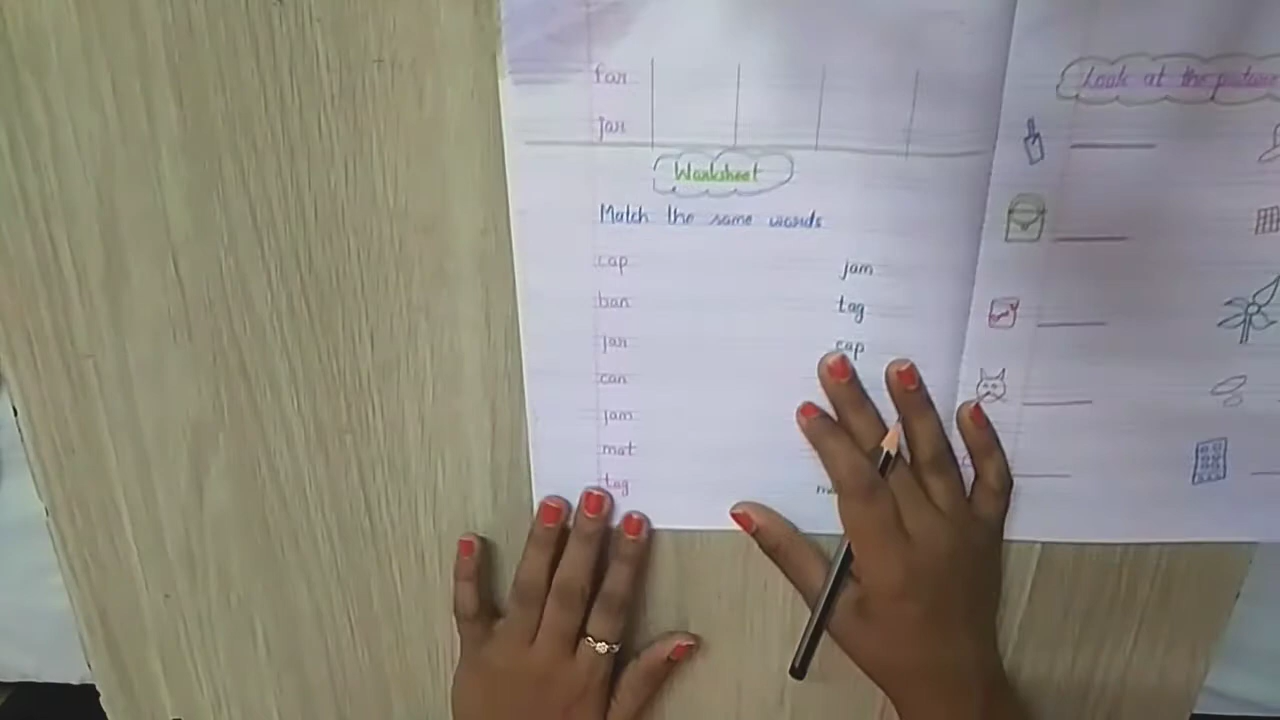 far
jar
Worksheet
Match the same words
cap jam
ban tag
jar cap
can
jam
mat
tag
Look at the picture